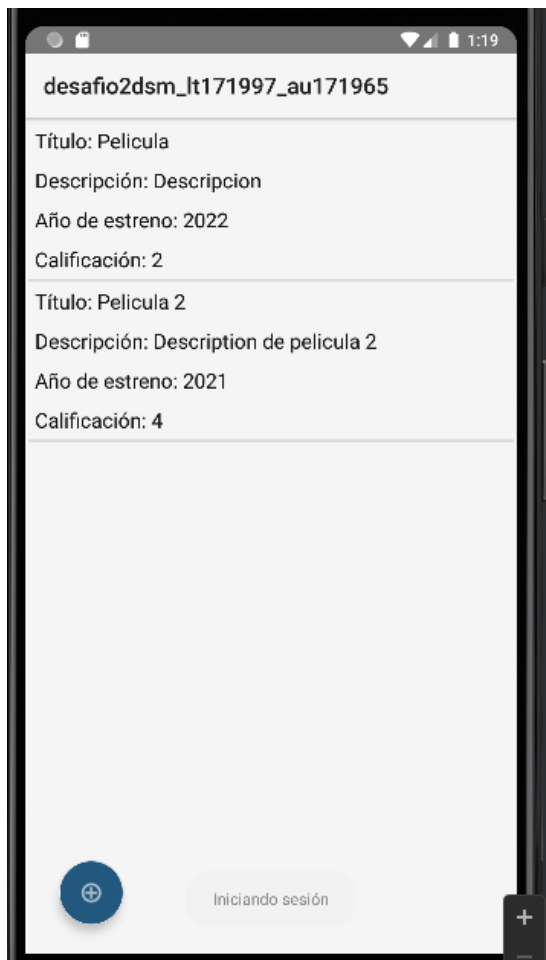 1:19
desafio2dsm_lt171997_au171965
Título: Pelicula
Descripción: Descripcion
Año de estreno: 2022
Calificación: 2
Título: Pelicula 2
Descripción: Description de pelicula 2
Año de estreno: 2021
Calificación: 4
Iniciando sesión